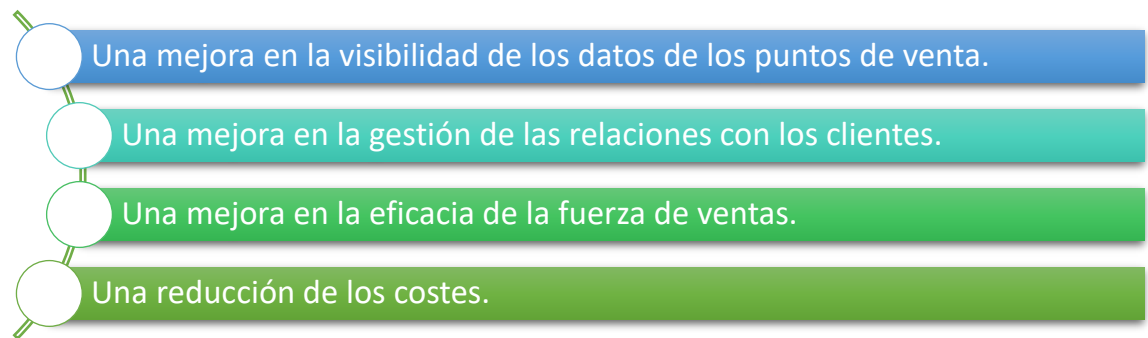 Una mejora en la visibilidad de los datos de los puntos de venta.
Una mejora en la gestión de las relaciones con los clientes.
Una mejora en la eficacia de la fuerza de ventas.
Una reducción de los costes.